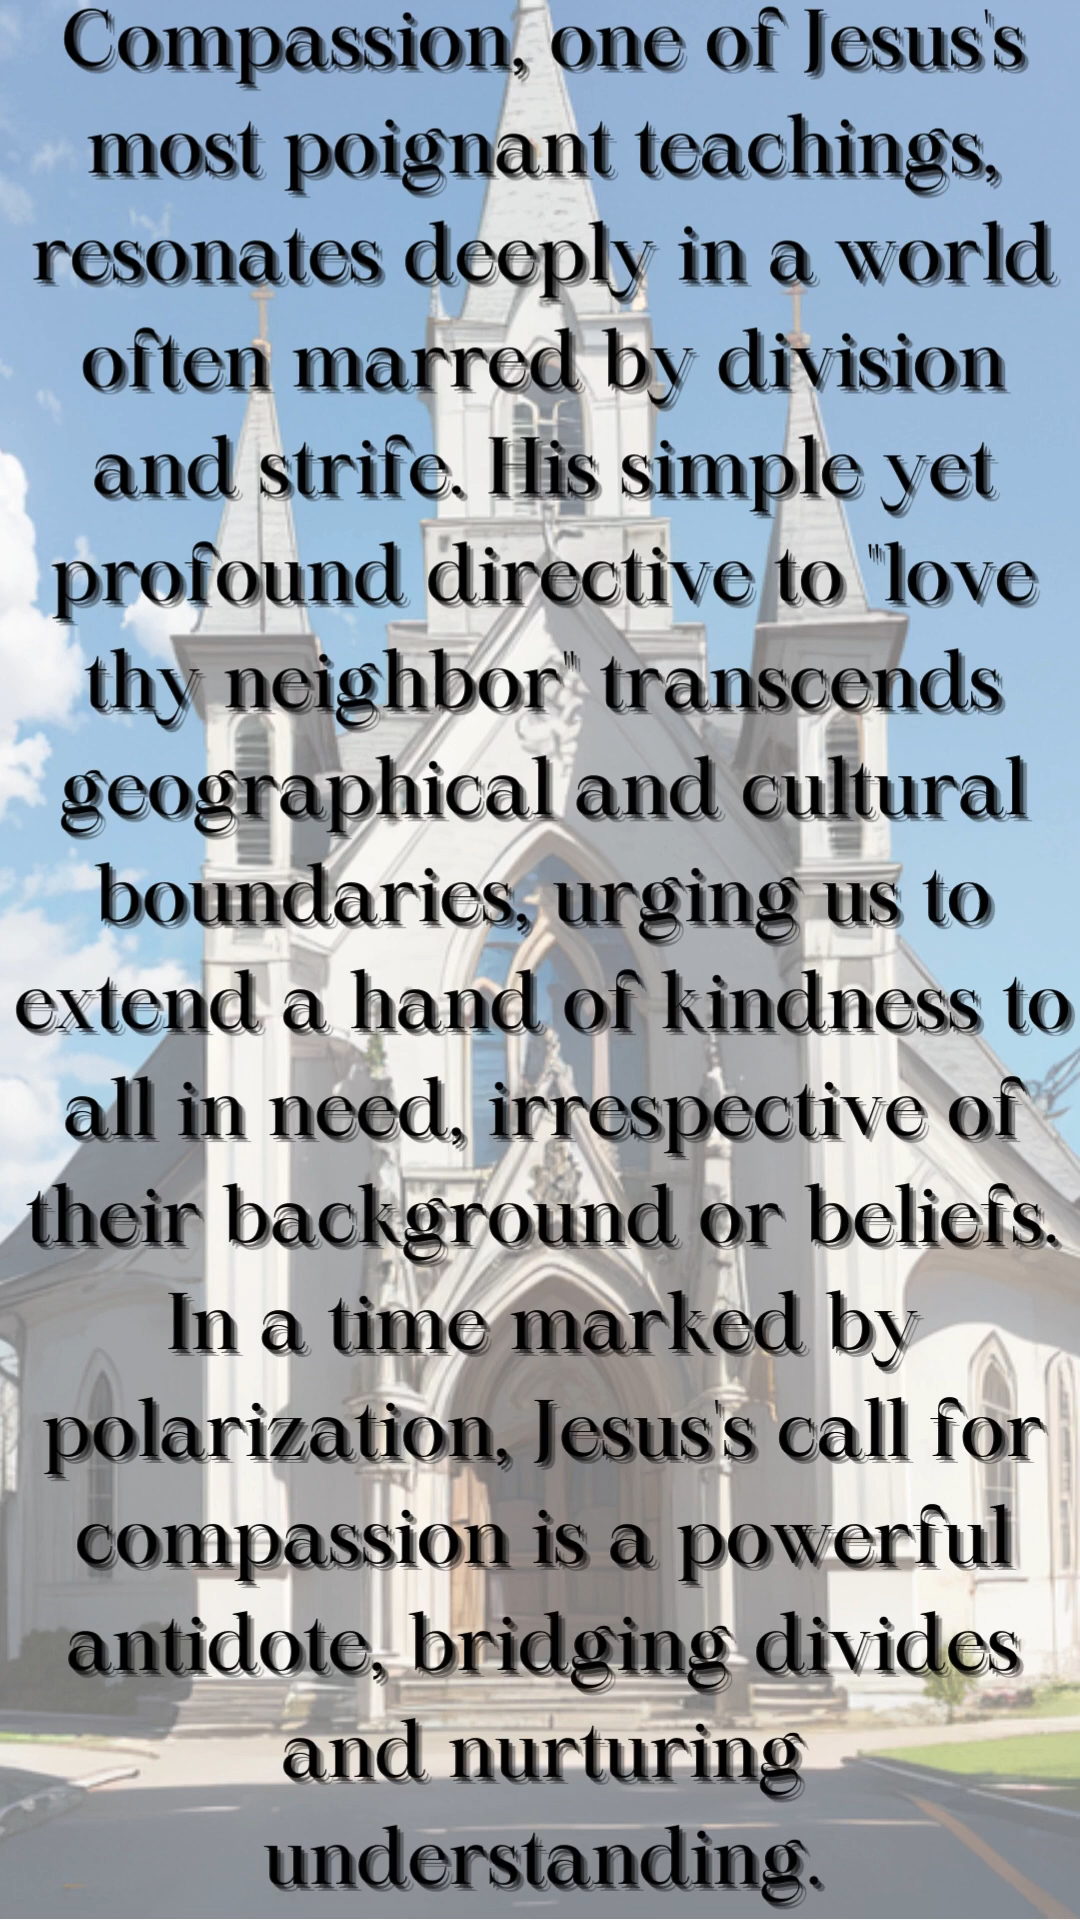 Compassion, one of Jesus's
most poignant teachings,
resonates deeply in a world
often marred by division
and strife. His simple yet
profound directive to "love
thy neighbor" transcends
geographical and cultural
boundaries, urging us to
extend a hand of kindness to
all in need, irrespective of
their background or beliefs.
In a time marked by
polarization, Jesus's call for
compassion is a powerful
antidote, bridging divides
and nurturing
understanding.